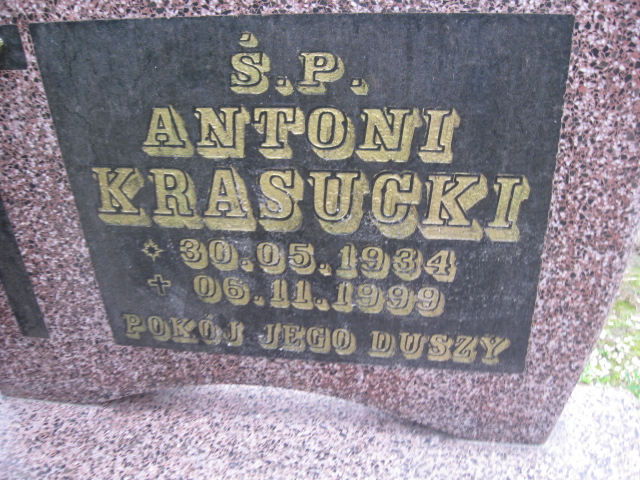 Ś.P.
ANTONI
KRASUCKI
* 30.05.1934
✝ 06.11.1999
POKÓJ JEGO DUSZY